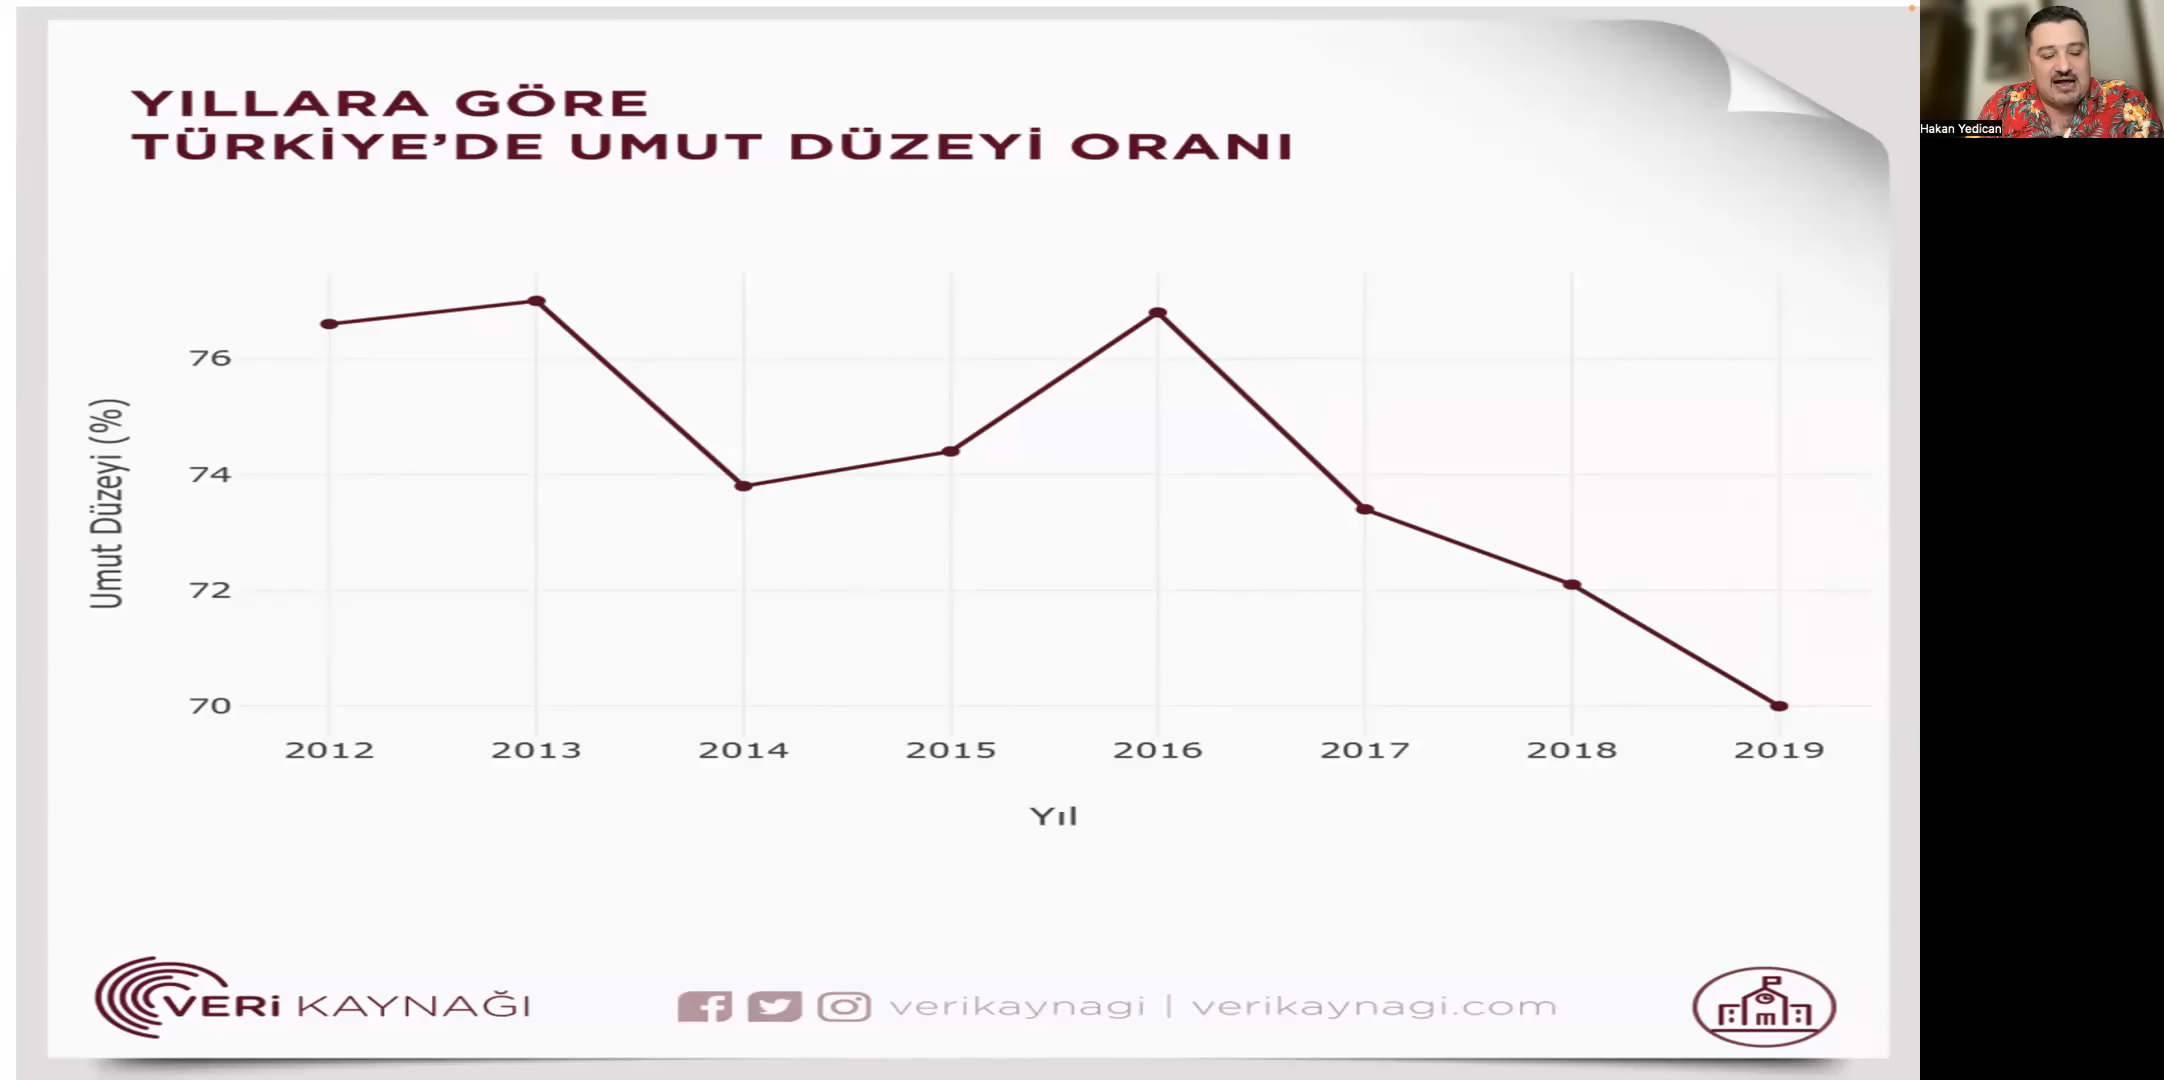 YILLARA GÖRE
TÜRKİYE’DE UMUT DÜZEYİ ORANI
Hakan Yedican
Umut Düzeyi (%)
76
74
72
70
2012 2013 2014 2015 2016 2017 2018 2019
Yıl
VERi KAYNAĞI
verikaynagi | verikaynagi.com